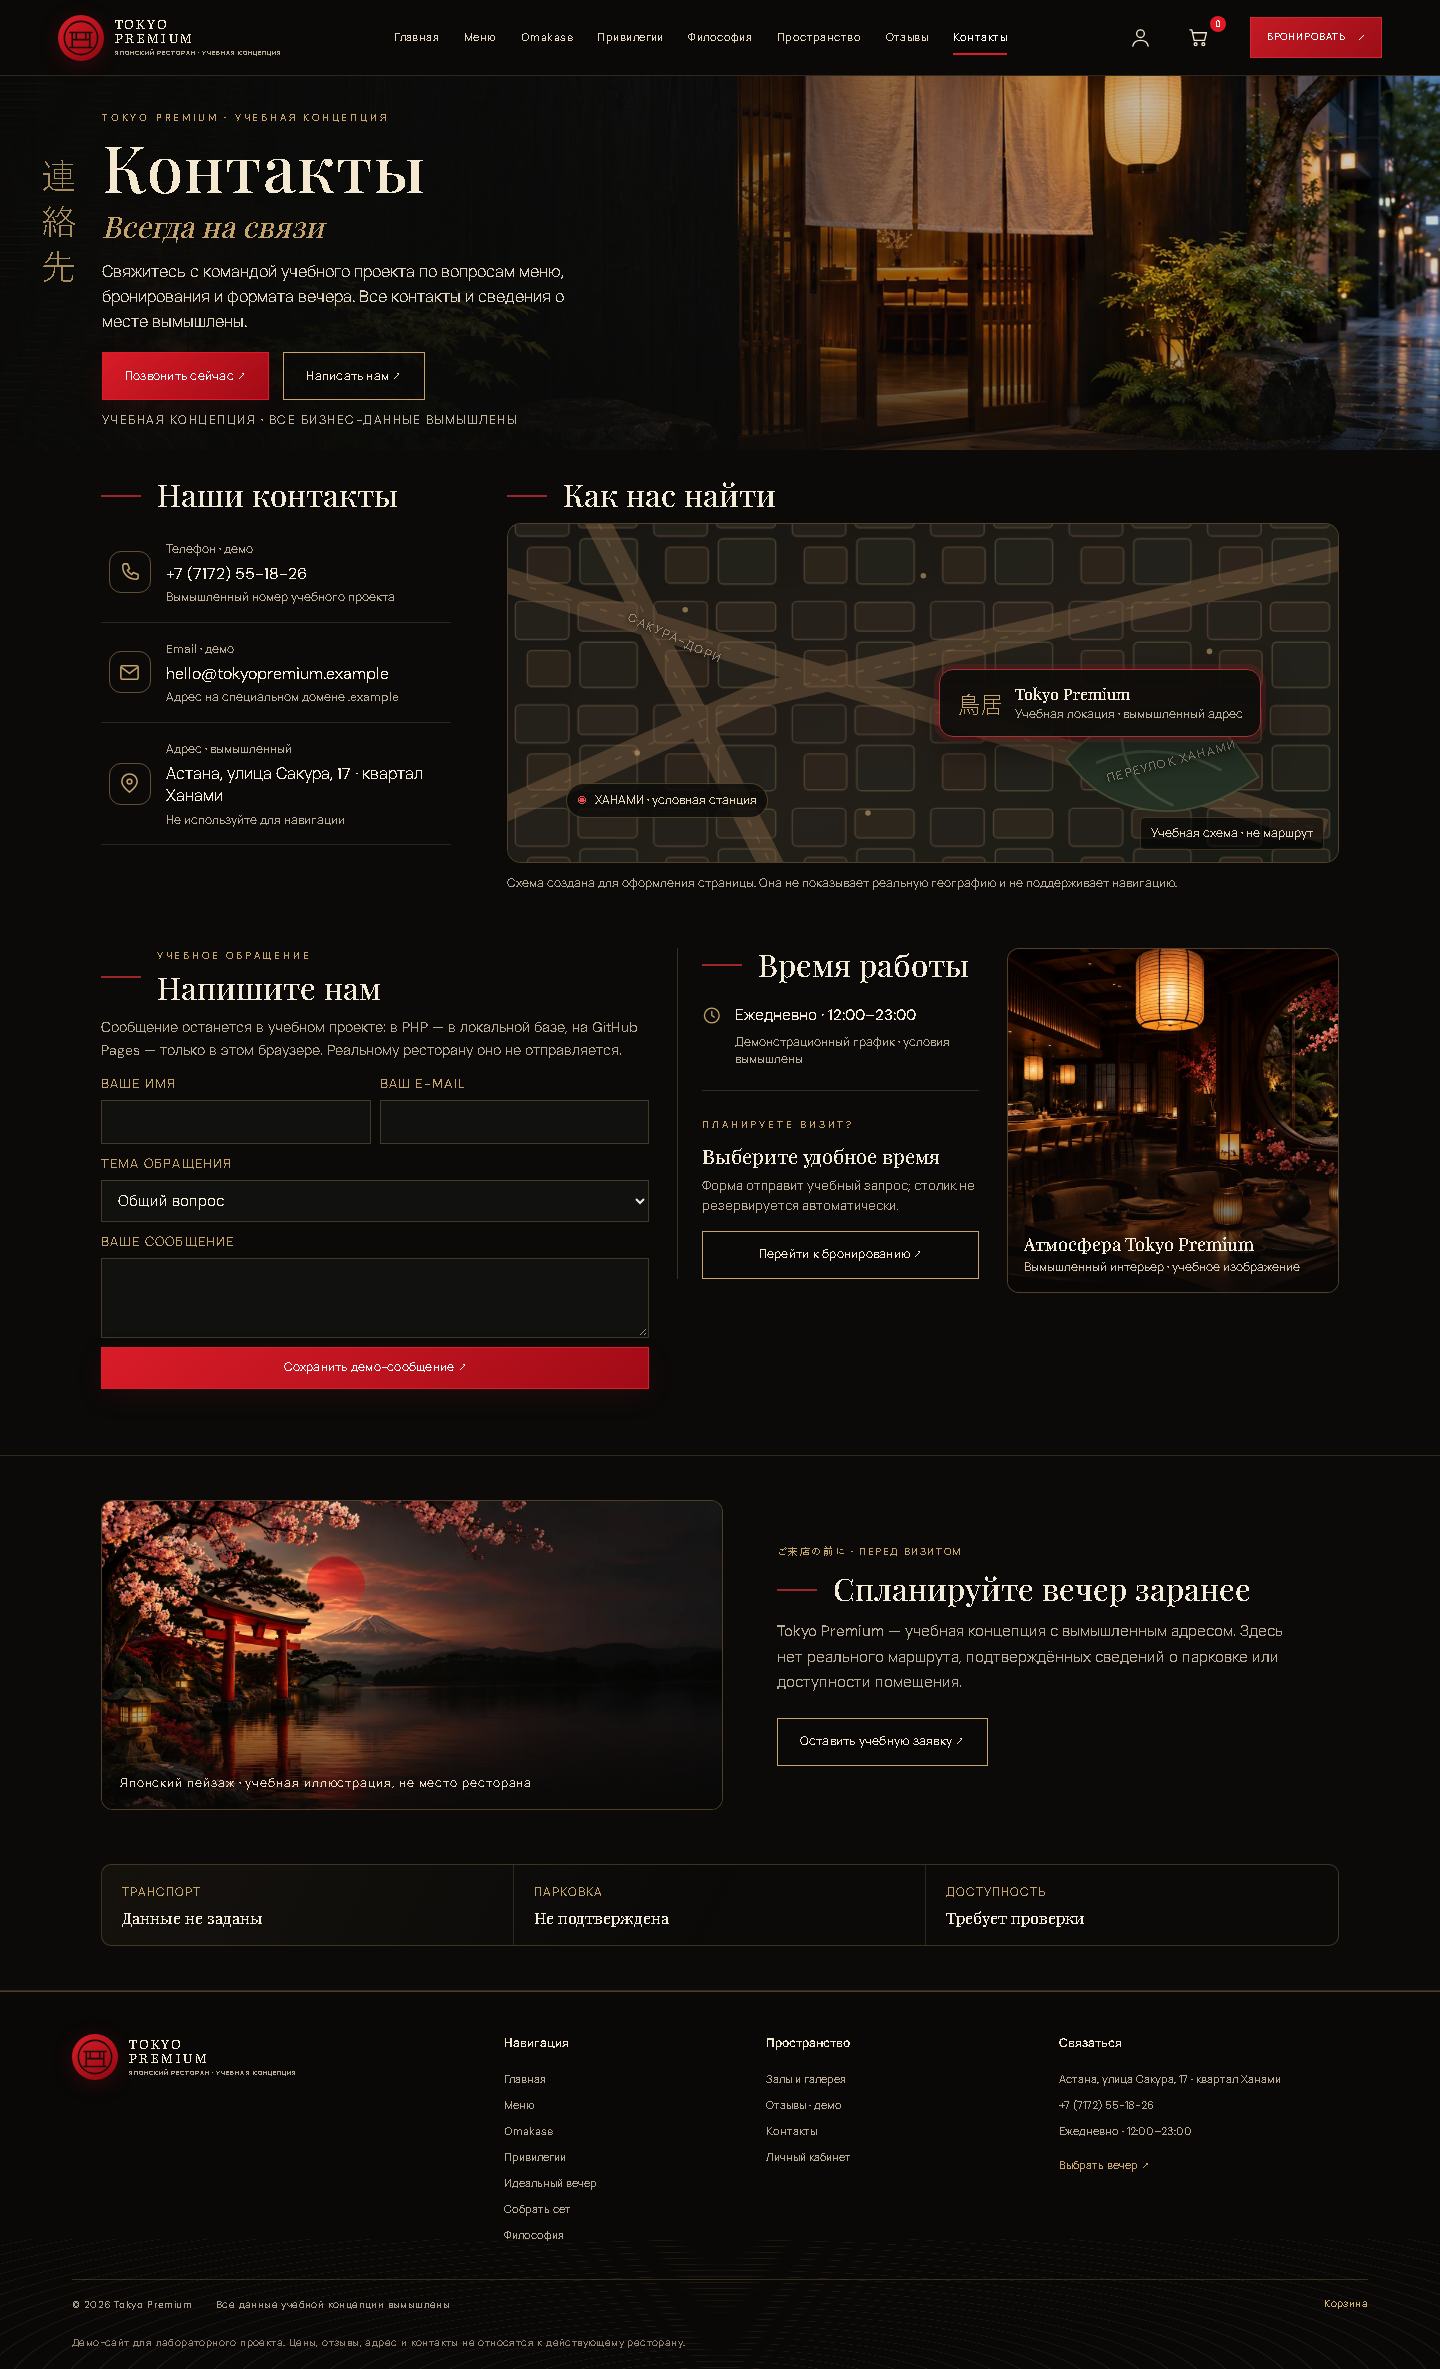 TOKYO
PREMIUM
ЯПОНСКИЙ РЕСТОРАН · УЧЕБНАЯ КОНЦЕПЦИЯ
Главная
Меню
Omakase
Привилегии
Философия
Пространство
Отзывы
Контакты
0
БРОНИРОВАТЬ ↗
TOKYO PREMIUM · УЧЕБНАЯ КОНЦЕПЦИЯ
連絡先
Контакты
Всегда на связи
Свяжитесь с командой учебного проекта по вопросам меню,
бронирования и формата вечера. Все контакты и сведения о
месте вымышлены.
Позвонить сейчас ↗
Написать нам ↗
УЧЕБНАЯ КОНЦЕПЦИЯ · ВСЕ БИЗНЕС-ДАННЫЕ ВЫМЫШЛЕНЫ
Наши контакты
Телефон · демо
+7 (7172) 55-18-26
Вымышленный номер учебного проекта
Email · демо
hello@tokyopremium.example
Адрес на специальном домене .example
Адрес · вымышленный
Астана, улица Сакура, 17 · квартал
Ханами
Не используйте для навигации
Как нас найти
САКУРА-ДОРИ
鳥居
Tokyo Premium
Учебная локация · вымышленный адрес
ПЕРЕУЛОК ХАНАМИ
ХАНАМИ · условная станция
Учебная схема · не маршрут
Схема создана для оформления страницы. Она не показывает реальную географию и не поддерживает навигацию.
УЧЕБНОЕ ОБРАЩЕНИЕ
Напишите нам
Сообщение останется в учебном проекте: в PHP — в локальной базе, на GitHub
Pages — только в этом браузере. Реальному ресторану оно не отправляется.
ВАШЕ ИМЯ
ВАШ E-MAIL
ТЕМА ОБРАЩЕНИЯ
Общий вопрос
ВАШЕ СООБЩЕНИЕ
Сохранить демо-сообщение ↗
Время работы
Ежедневно · 12:00–23:00
Демонстрационный график · условия
вымышлены
ПЛАНИРУЕТЕ ВИЗИТ?
Выберите удобное время
Форма отправит учебный запрос; столик не
резервируется автоматически.
Перейти к бронированию ↗
Атмосфера Tokyo Premium
Вымышленный интерьер · учебное изображение
Японский пейзаж · учебная иллюстрация, не место ресторана
ご来店の前に · ПЕРЕД ВИЗИТОМ
Спланируйте вечер заранее
Tokyo Premium — учебная концепция с вымышленным адресом. Здесь
нет реального маршрута, подтверждённых сведений о парковке или
доступности помещения.
Оставить учебную заявку ↗
ТРАНСПОРТ
Данные не заданы
ПАРКОВКА
Не подтверждена
ДОСТУПНОСТЬ
Требует проверки
TOKYO
PREMIUM
ЯПОНСКИЙ РЕСТОРАН · УЧЕБНАЯ КОНЦЕПЦИЯ
Навигация
Главная
Меню
Omakase
Привилегии
Идеальный вечер
Собрать сет
Философия
Пространство
Залы и галерея
Отзывы · демо
Контакты
Личный кабинет
Связаться
Астана, улица Сакура, 17 · квартал Ханами
+7 (7172) 55-18-26
Ежедневно · 12:00–23:00
Выбрать вечер ↗
© 2026 Tokyo Premium
Все данные учебной концепции вымышлены
Корзина
Демо-сайт для лабораторного проекта. Цены, отзывы, адрес и контакты не относятся к действующему ресторану.